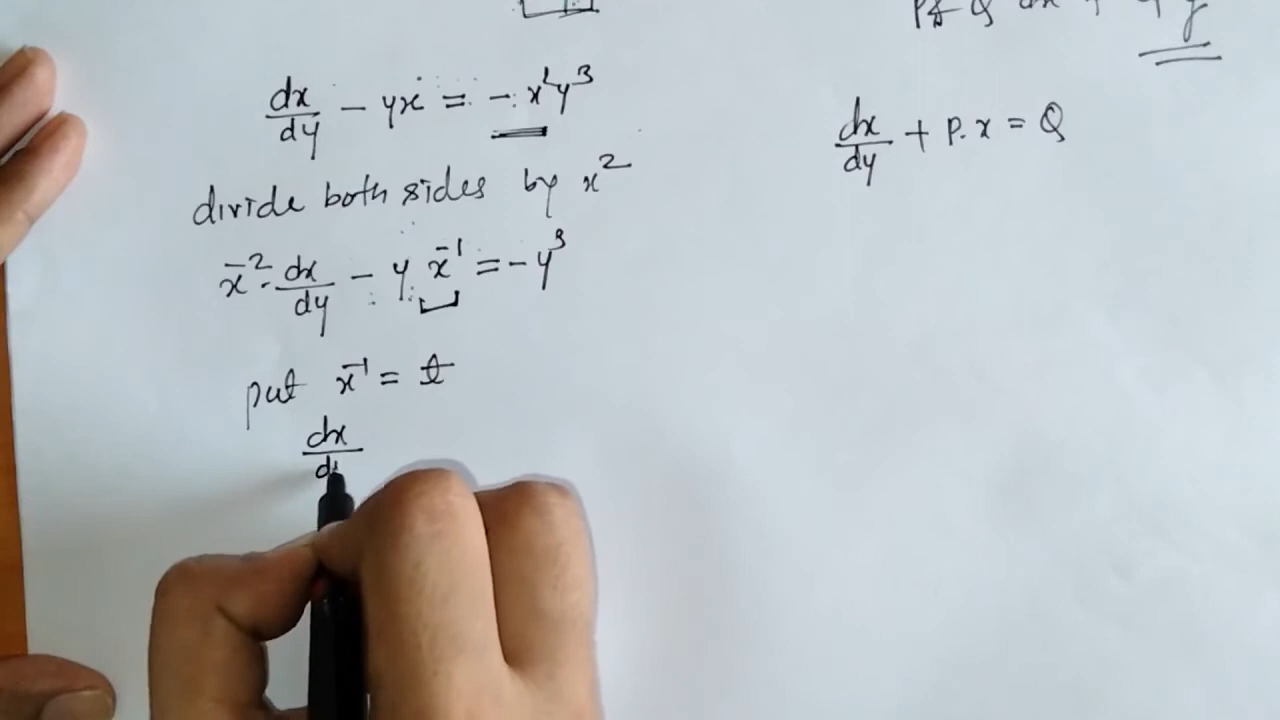 dx/dy - yx = - x²y³
divide both sides by x²
x⁻² · dx/dy - y x⁻¹ = - y³
put x⁻¹ = t
dx/d
dx/dy + P.x = Q